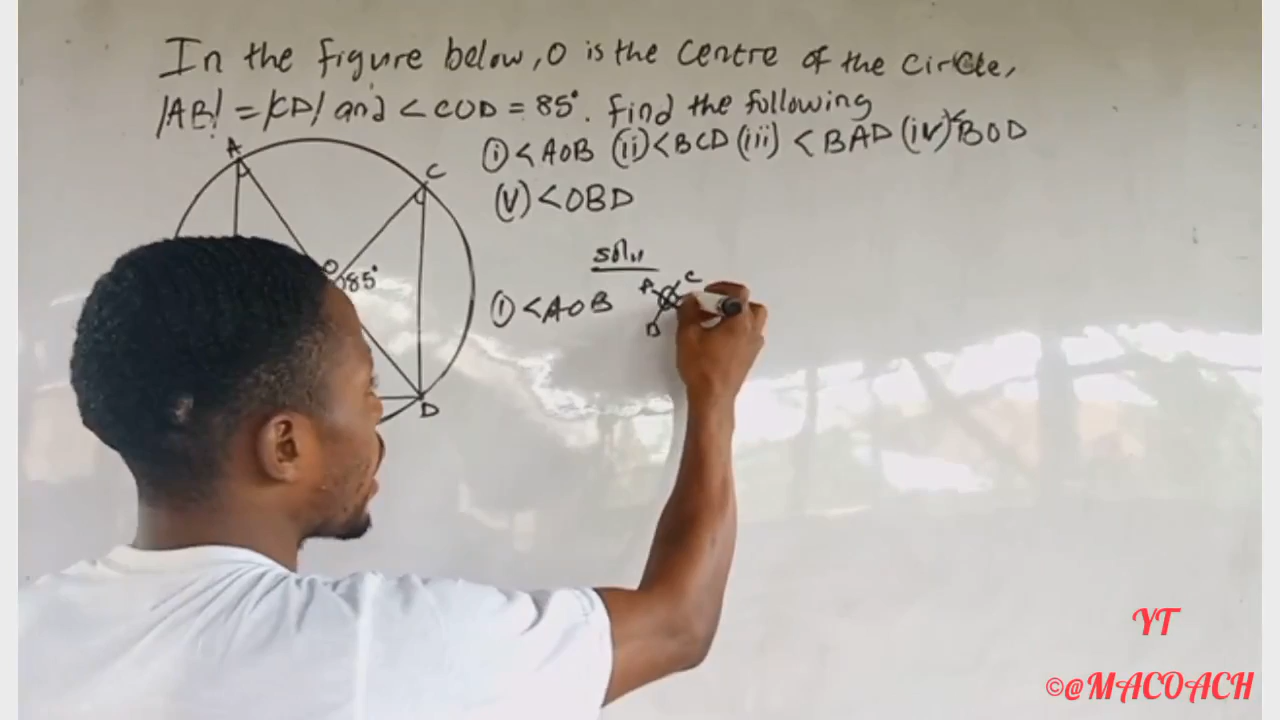 In the figure below, O is the centre of the circle,
|AB| = |CD| and <COD = 85°. find the following
(i) <AOB (ii) <BCD (iii) <BAD (iv) <BOD
(v) <OBD
A
C
O
85°
D
soln
(i) <AOB
A C
B
YT
©@MACOACH